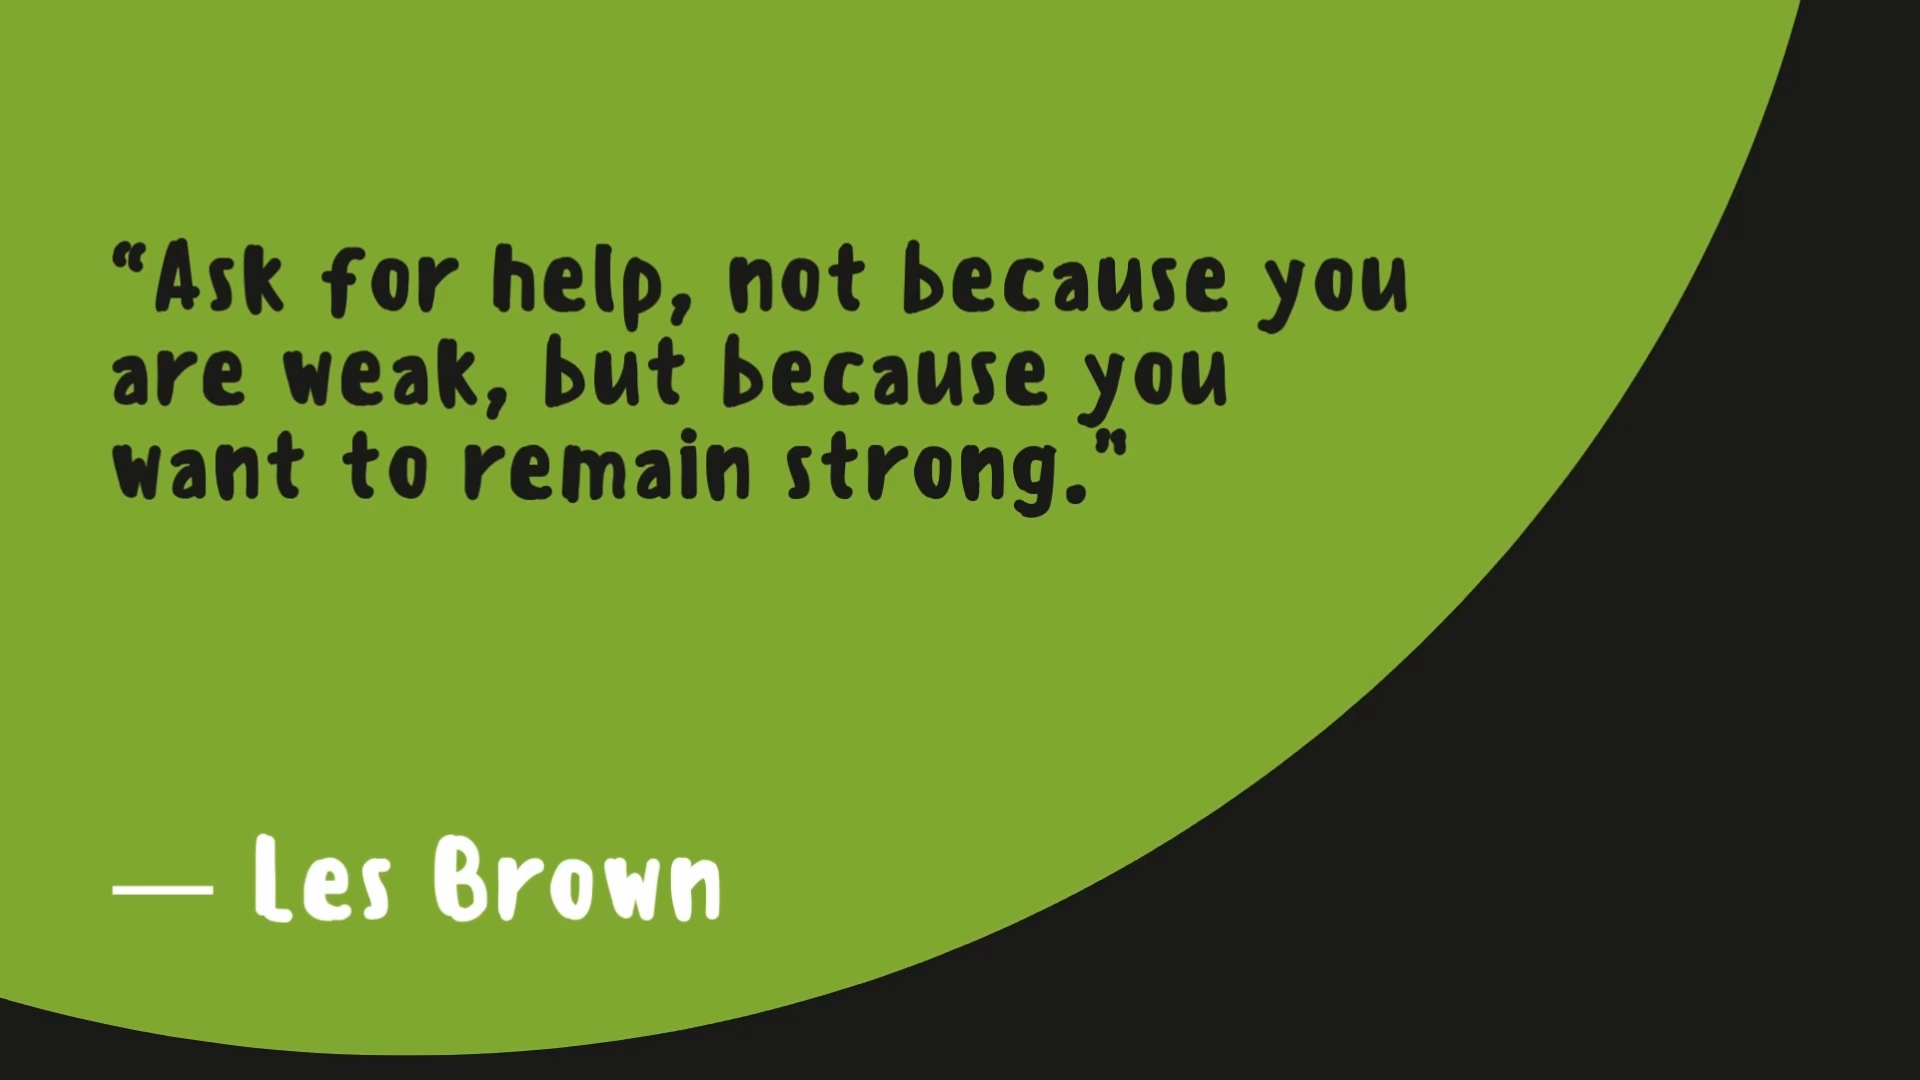 “Ask for help, not because you
are weak, but because you
want to remain strong.”
— Les Brown